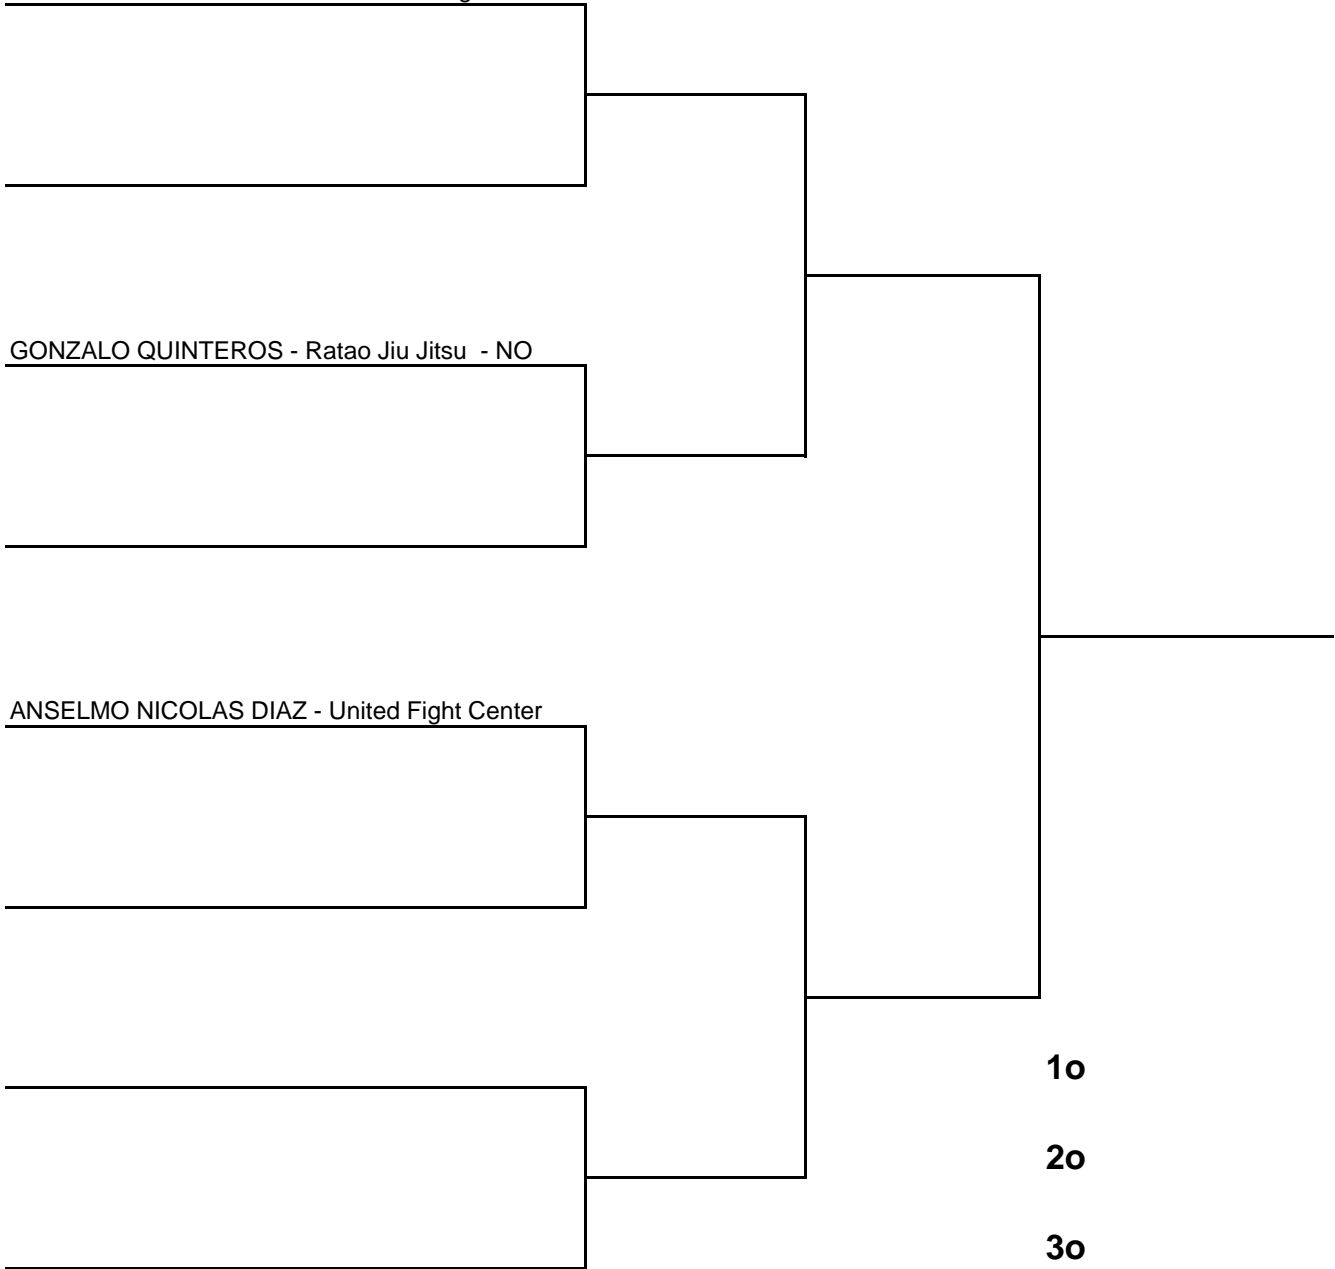 GONZALO QUINTEROS - Ratao Jiu Jitsu  - NO
ANSELMO NICOLAS DIAZ - United Fight Center
1o
2o
3o